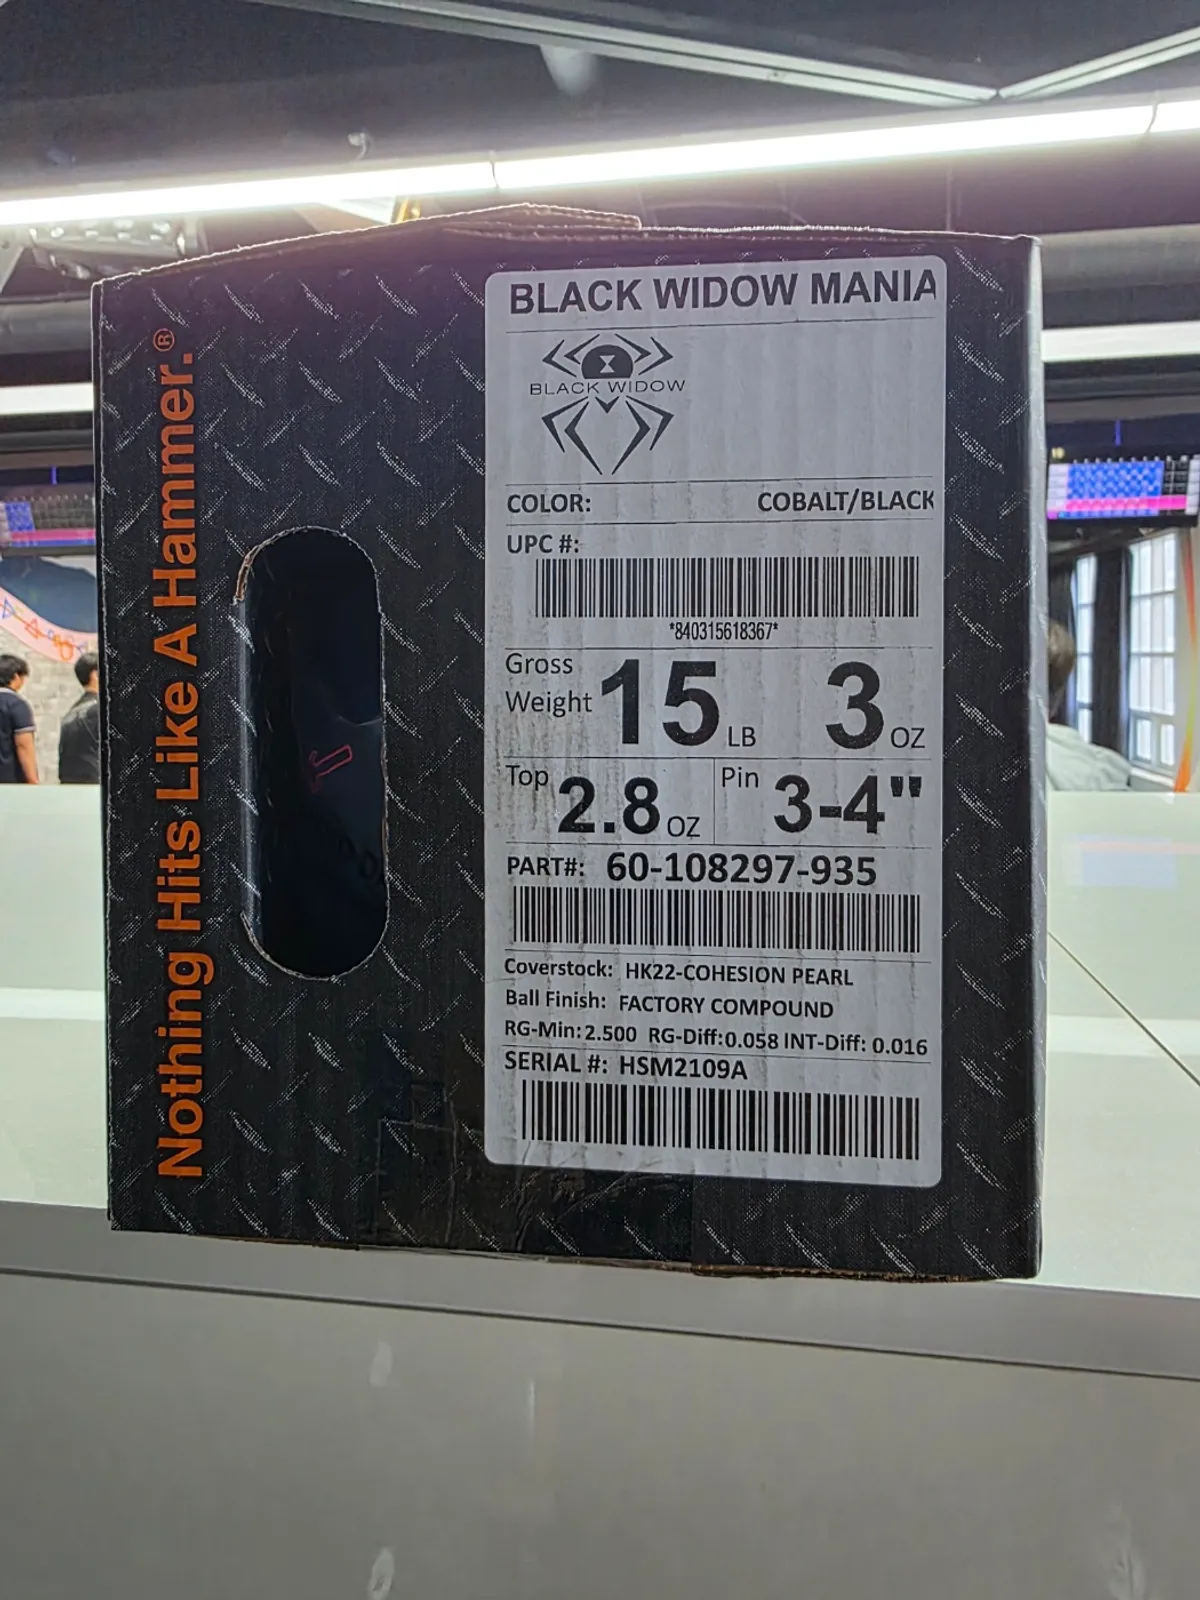 Nothing Hits Like A Hammer.®
BLACK WIDOW MANIA
BLACK WIDOW
COLOR: COBALT/BLACK
UPC #:
*840315618367*
Gross Weight 15 LB 3 OZ
Top 2.8 OZ Pin 3-4"
PART#: 60-108297-935
Coverstock: HK22-COHESION PEARL
Ball Finish: FACTORY COMPOUND
RG-Min: 2.500 RG-Diff: 0.058 INT-Diff: 0.016
SERIAL #: HSM2109A